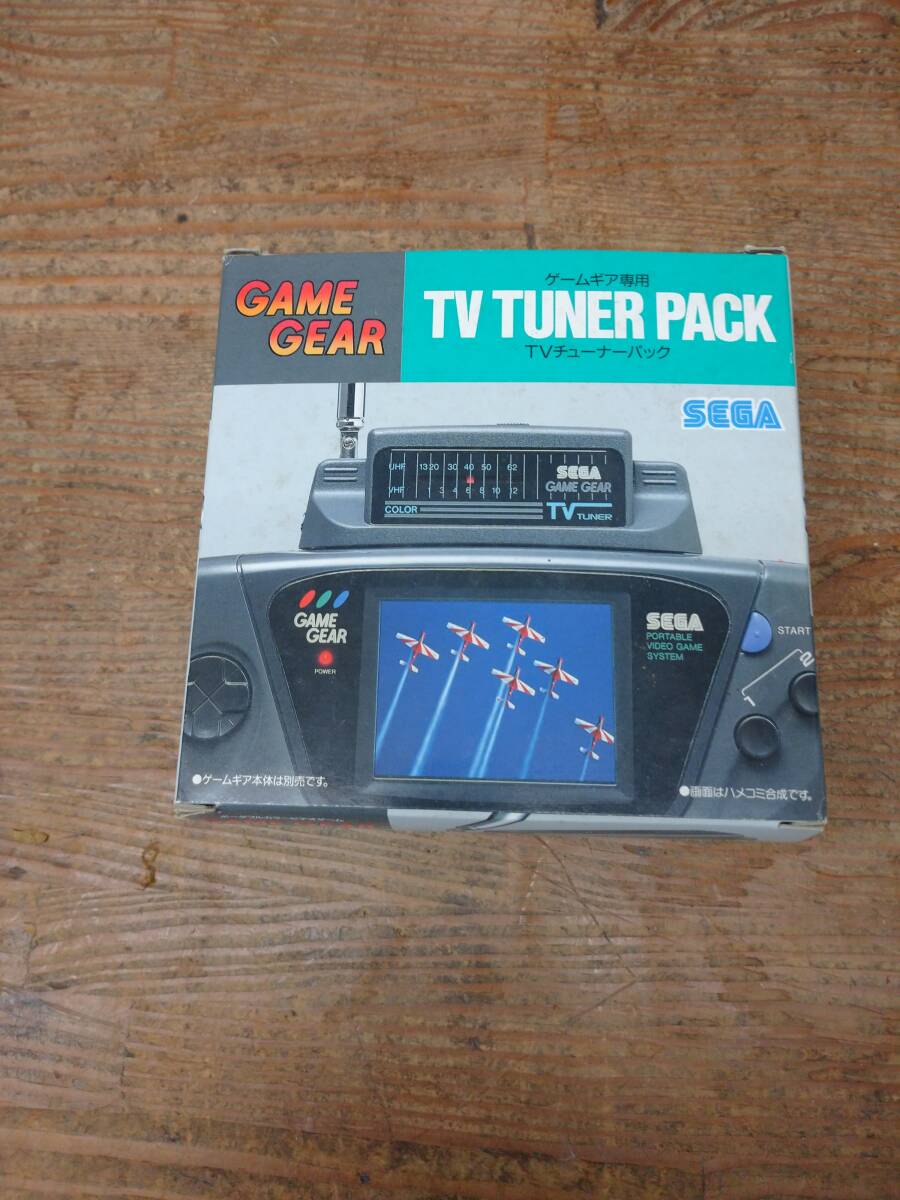 GAME
GEAR
ゲームギア専用
TV TUNER PACK
TVチューナーパック
SEGA
UHF 13 20 30 40 50 62
VHF 1 3 4 6 8 10 12
COLOR
SEGA
GAME GEAR
TV TUNER
GAME
GEAR
POWER
SEGA
PORTABLE
VIDEO GAME
SYSTEM
START
1 2
●ゲームギア本体は別売です。
●画面はハメコミ合成です。